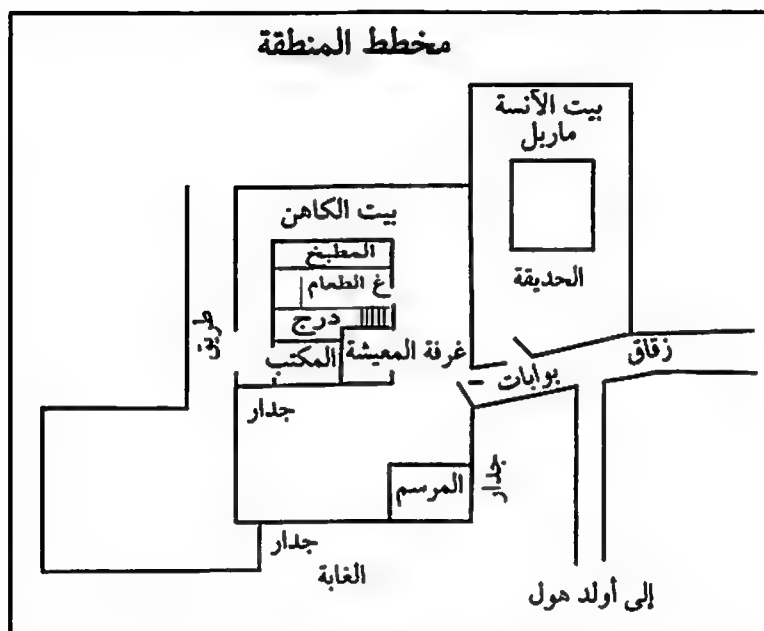 مخطط المنطقة
بيت الآنسة
ماربل
الحديقة
بيت الكاهن
المطبخ
غ الطعام
درج
المكتب
غرفة المعيشة
طريق
زقاق
بوابات
جدار
المرسم
جدار
جدار
الغابة
إلى أولد هول